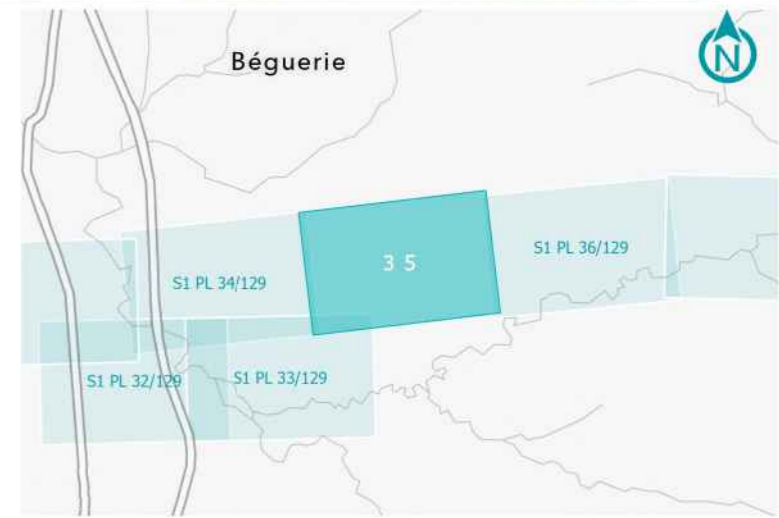 Béguerie
N
3 5
S1 PL 36/129
S1 PL 34/129
S1 PL 32/129
S1 PL 33/129